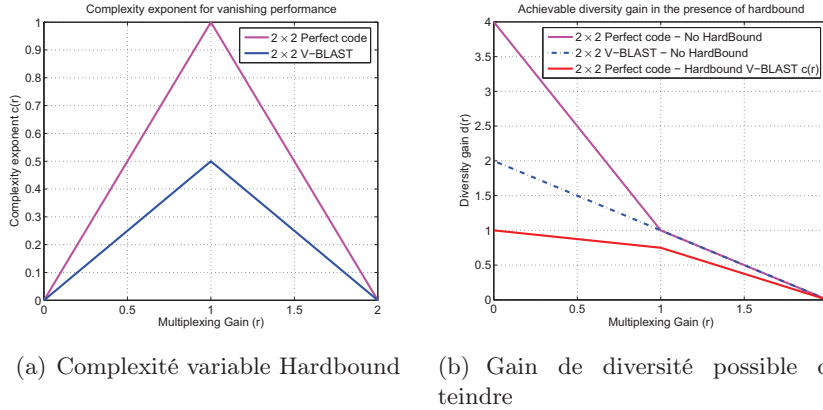 Complexity exponent for vanishing performance
1
0.9
0.8
0.7
0.6
0.5
0.4
0.3
0.2
0.1
0
Complexity exponent c(r)
2 × 2 Perfect code
2 × 2 V−BLAST
0 0.5 1 1.5 2
Multiplexing Gain (r)
(a) Complexité variable Hardbound
Achievable diversity gain in the presence of hardbound
4
3.5
3
2.5
2
1.5
1
0.5
0
Diversity gain d(r)
2 × 2 Perfect code − No HardBound
2 × 2 V−BLAST − No HardBound
2 × 2 Perfect code − Hardbound V−BLAST c(r)
0 0.5 1 1.5
Multiplexing Gain (r)
(b) Gain de diversité possible
teindre